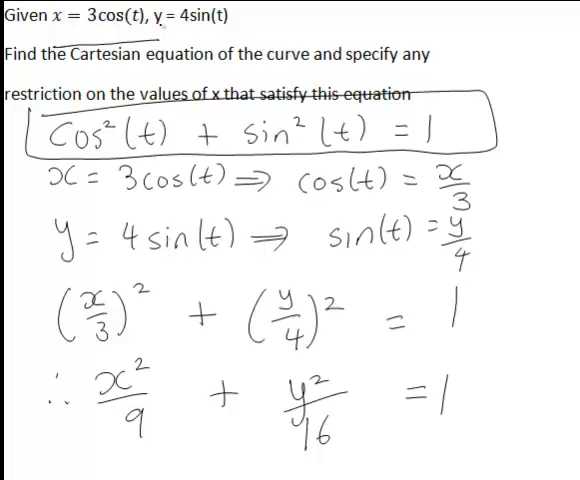 Given x = 3cos(t), y = 4sin(t)
Find the Cartesian equation of the curve and specify any
restriction on the values of x that satisfy this equation
Cos²(t) + sin²(t) = 1
x = 3cos(t) ⇒ cos(t) = x/3
y = 4sin(t) ⇒ sin(t) = y/4
(x/3)² + (y/4)² = 1
∴ x²/9 + y²/16 = 1